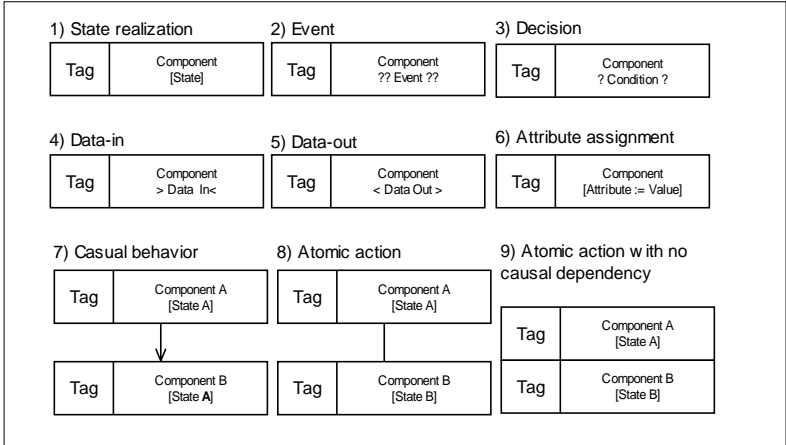 1) State realization
Tag
Component
[State]
2) Event
Tag
Component
?? Event ??
3) Decision
Tag
Component
? Condition ?
4) Data-in
Tag
Component
> Data In<
5) Data-out
Tag
Component
< Data Out >
6) Attribute assignment
Tag
Component
[Attribute := Value]
7) Casual behavior
Tag
Component A
[State A]
Tag
Component B
[State A]
8) Atomic action
Tag
Component A
[State A]
Tag
Component B
[State B]
9) Atomic action with no
causal dependency
Tag
Component A
[State A]
Tag
Component B
[State B]